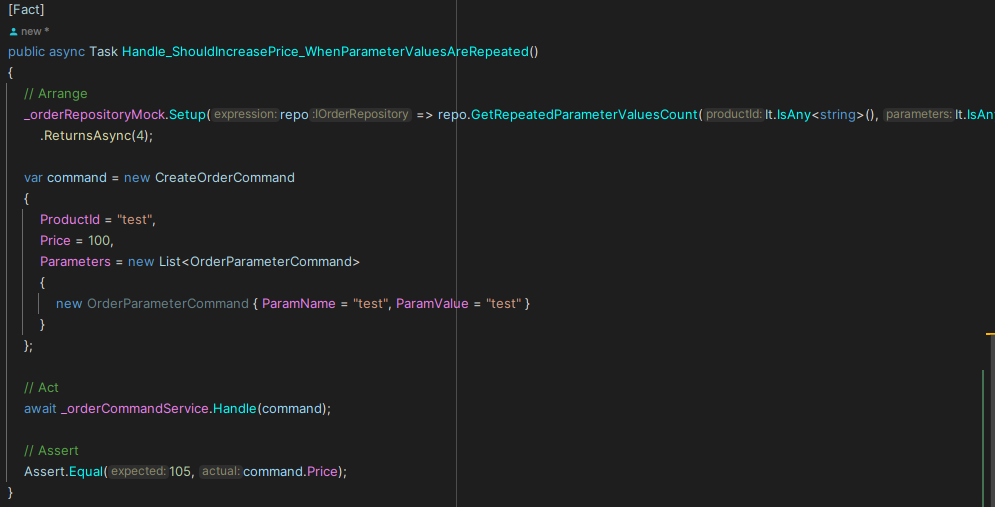 [Fact]
new *
public async Task Handle_ShouldIncreasePrice_WhenParameterValuesAreRepeated()
{
// Arrange
_orderRepositoryMock.Setup( expression: repo :IOrderRepository => repo.GetRepeatedParameterValuesCount( productId: It.IsAny<string>(), parameters: It.IsAn
.ReturnsAsync(4);
var command = new CreateOrderCommand
{
ProductId = "test",
Price = 100,
Parameters = new List<OrderParameterCommand>
{
new OrderParameterCommand { ParamName = "test", ParamValue = "test" }
}
};
// Act
await _orderCommandService.Handle(command);
// Assert
Assert.Equal( expected: 105, actual: command.Price);
}